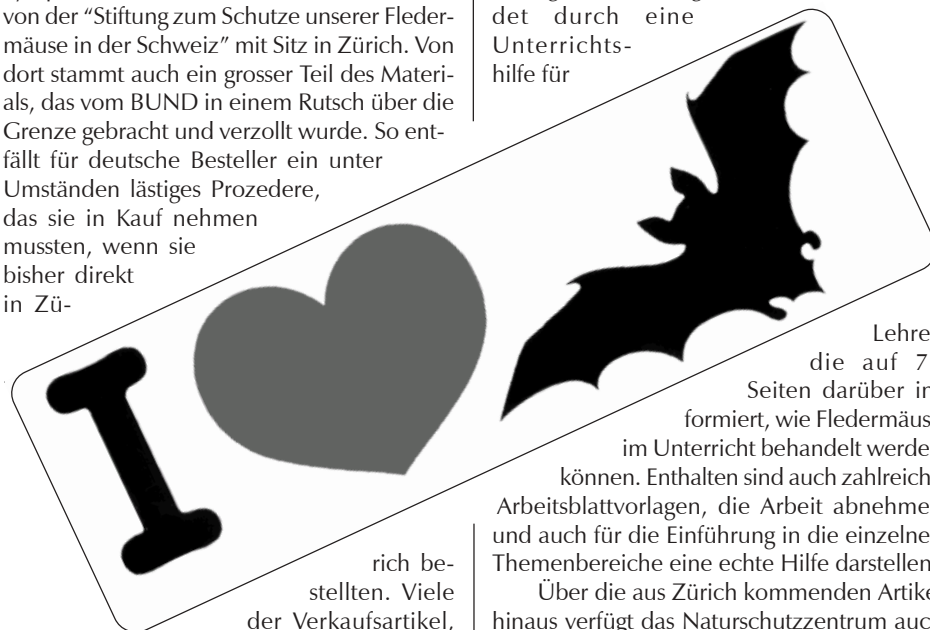 von der “Stiftung zum Schutze unserer Fleder-
mäuse in der Schweiz” mit Sitz in Zürich. Von
dort stammt auch ein grosser Teil des Materi-
als, das vom BUND in einem Rutsch über die
Grenze gebracht und verzollt wurde. So ent-
fällt für deutsche Besteller ein unter
Umständen lästiges Prozedere,
das sie in Kauf nehmen
mussten, wenn sie
bisher direkt
in Zü-
rich be-
stellten. Viele
der Verkaufsartikel,
det durch eine
Unterrichts-
hilfe für
Lehre
die auf 7
Seiten darüber in
formiert, wie Fledermäus
im Unterricht behandelt werde
können. Enthalten sind auch zahlreich
Arbeitsblattvorlagen, die Arbeit abnehme
und auch für die Einführung in die einzelne
Themenbereiche eine echte Hilfe darstellen
Über die aus Zürich kommenden Artike
hinaus verfügt das Naturschutzzentrum auc
I